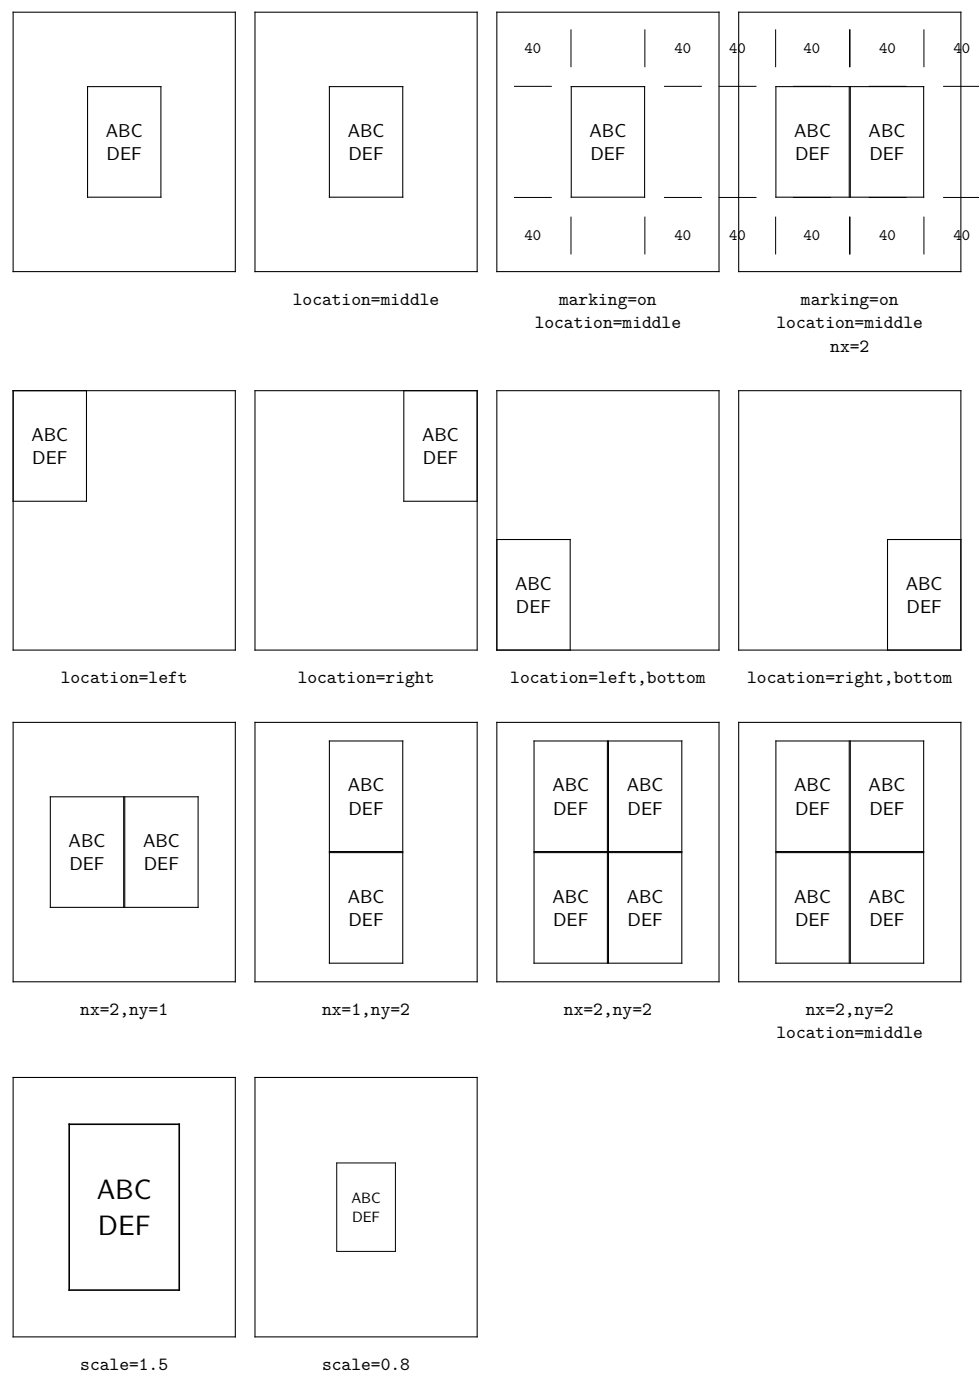 40 40 40 40 40 40
ABC ABC ABC ABC ABC
DEF DEF DEF DEF DEF
40 40 40 40 40 40
location=middle marking=on marking=on
location=middle location=middle
nx=2
ABC ABC
DEF DEF
ABC ABC
DEF DEF
location=left location=right location=left,bottom location=right,bottom
ABC ABC ABC ABC ABC
DEF DEF DEF DEF DEF
ABC ABC
DEF DEF
ABC ABC ABC ABC ABC
DEF DEF DEF DEF DEF
nx=2,ny=1 nx=1,ny=2 nx=2,ny=2 nx=2,ny=2
location=middle
ABC ABC
DEF DEF
scale=1.5 scale=0.8